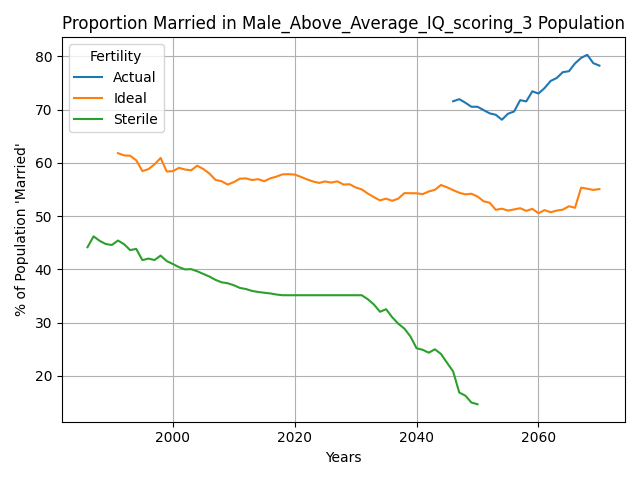 Proportion Married in Male_Above_Average_IQ_scoring_3 Population
Fertility
Actual
Ideal
Sterile
% of Population 'Married'
80
70
60
50
40
30
20
2000
2020
2040
2060
Years